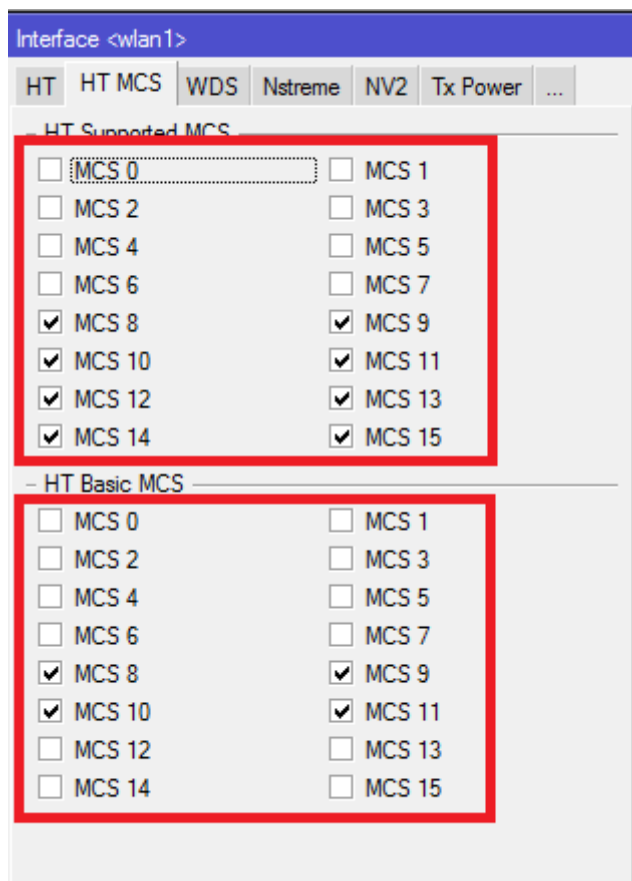 Interface <wlan1>
HT HT MCS WDS Nstreme NV2 Tx Power ...
HT Supported MCS
MCS 0 MCS 1
MCS 2 MCS 3
MCS 4 MCS 5
MCS 6 MCS 7
MCS 8 MCS 9
MCS 10 MCS 11
MCS 12 MCS 13
MCS 14 MCS 15
HT Basic MCS
MCS 0 MCS 1
MCS 2 MCS 3
MCS 4 MCS 5
MCS 6 MCS 7
MCS 8 MCS 9
MCS 10 MCS 11
MCS 12 MCS 13
MCS 14 MCS 15